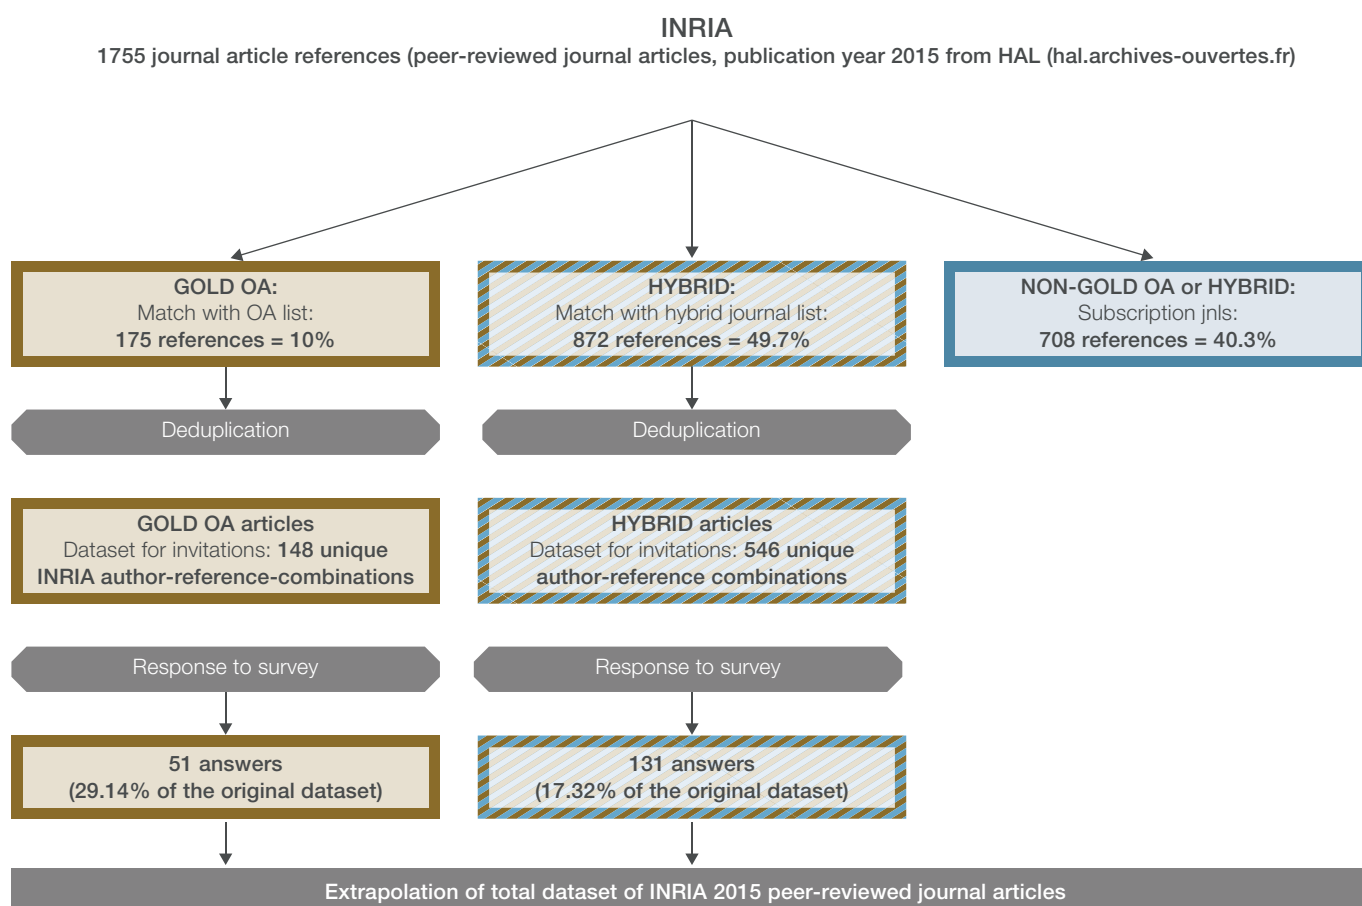 INRIA
1755 journal article references (peer-reviewed journal articles, publication year 2015 from HAL (hal.archives-ouvertes.fr)
GOLD OA:
Match with OA list:
175 references = 10%
HYBRID:
Match with hybrid journal list:
872 references = 49.7%
NON-GOLD OA or HYBRID:
Subscription jnls:
708 references = 40.3%
Deduplication
Deduplication
GOLD OA articles
Dataset for invitations: 148 unique
INRIA author-reference-combinations
HYBRID articles
Dataset for invitations: 546 unique
author-reference combinations
Response to survey
Response to survey
51 answers
(29.14% of the original dataset)
131 answers
(17.32% of the original dataset)
Extrapolation of total dataset of INRIA 2015 peer-reviewed journal articles